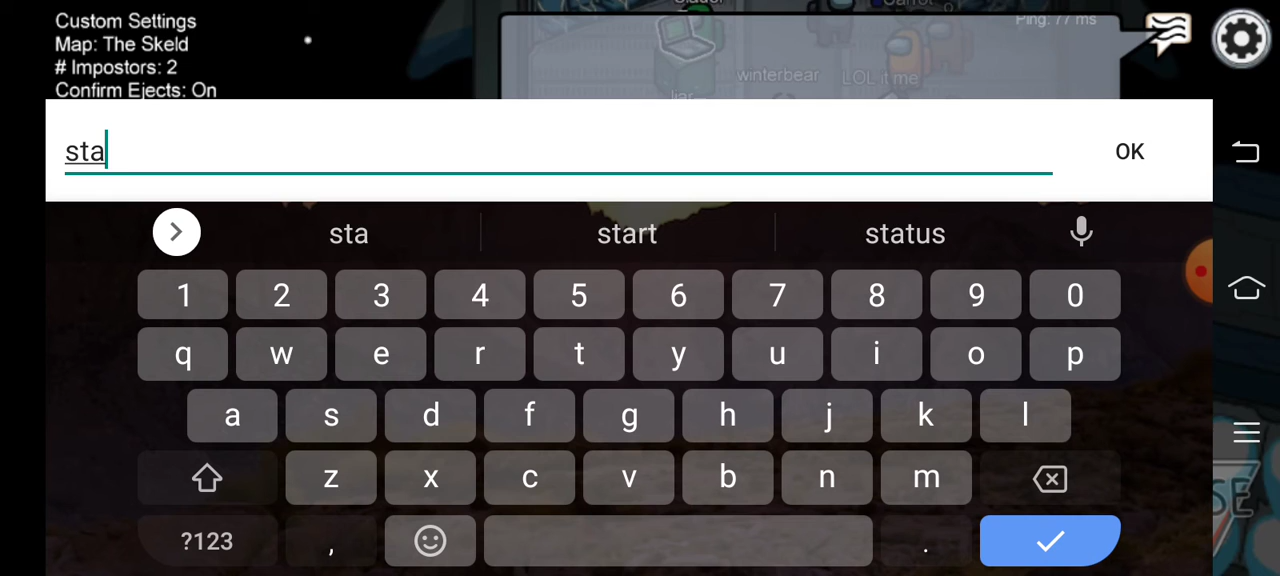 Custom Settings
Map: The Skeld
# Impostors: 2
Confirm Ejects: On
Ping: 77 ms
winterbear LOL it me
liar
sta
OK
sta start status
1 2 3 4 5 6 7 8 9 0
q w e r t y u i o p
a s d f g h j k l
z x c v b n m
?123 , .